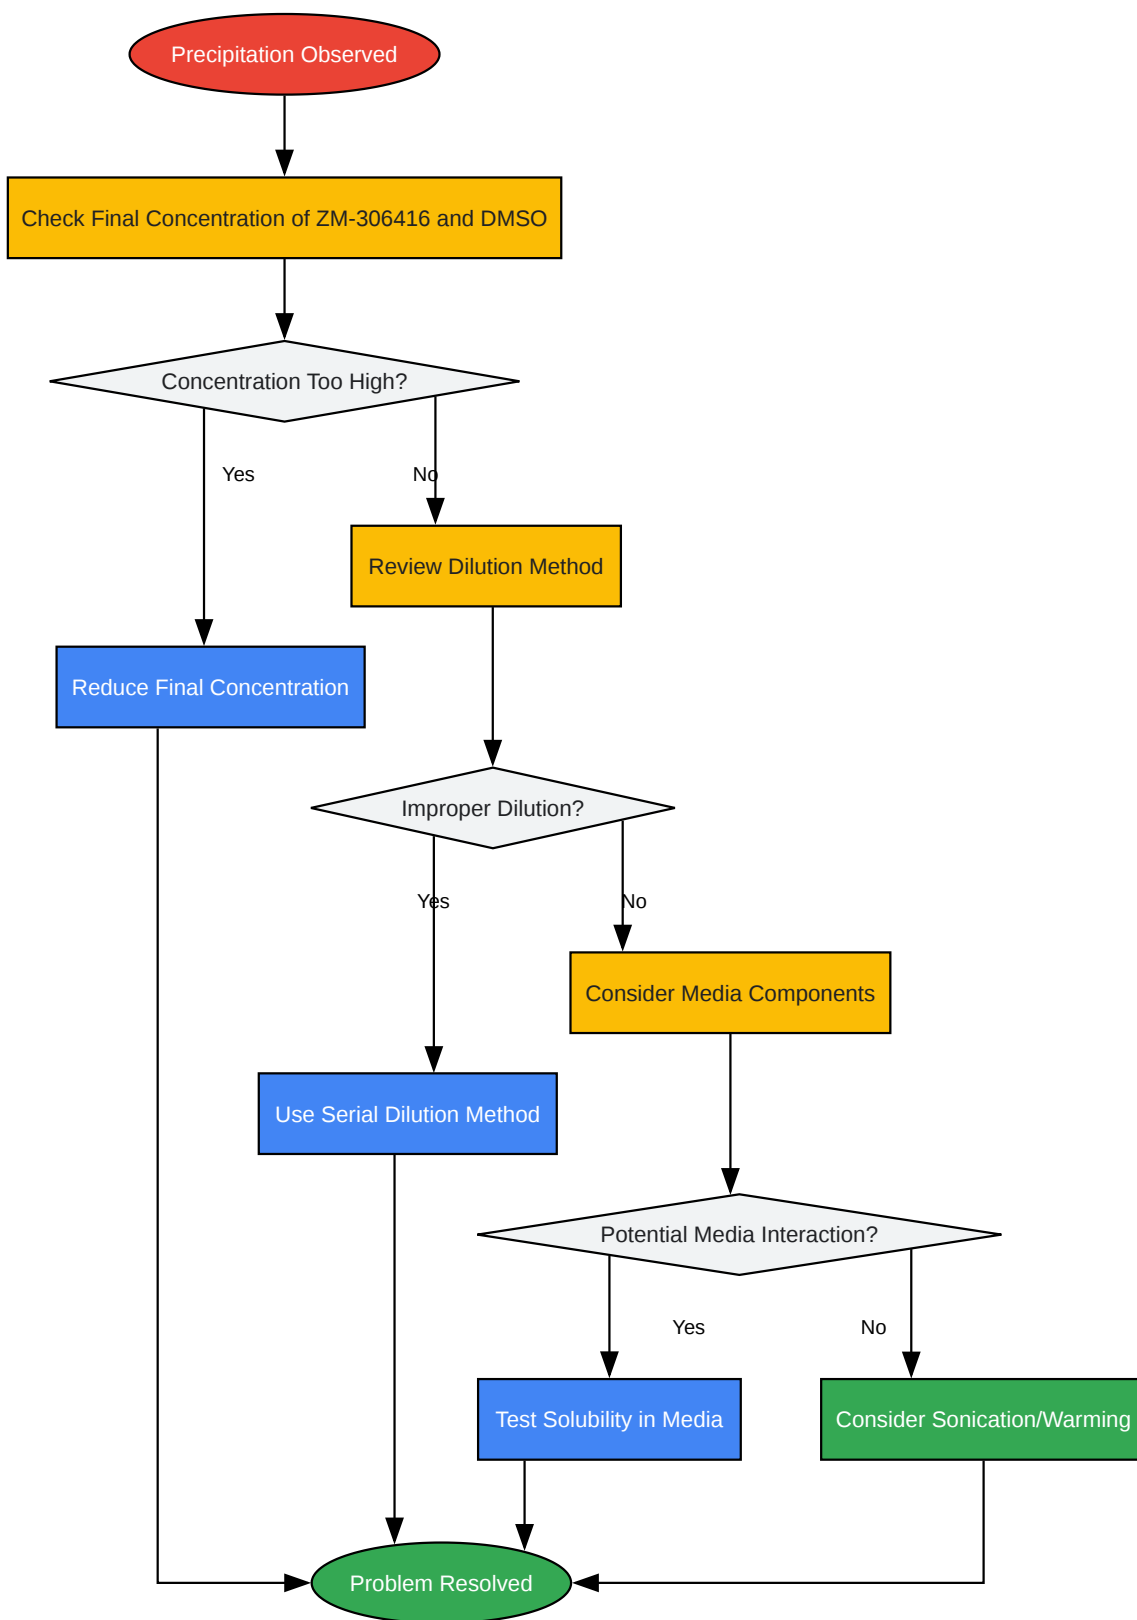 Precipitation Observed
Check Final Concentration of ZM-306416 and DMSO
Concentration Too High?
Yes
No
Review Dilution Method
Reduce Final Concentration
Improper Dilution?
Yes
No
Consider Media Components
Use Serial Dilution Method
Potential Media Interaction?
Yes
No
Test Solubility in Media
Consider Sonication/Warming
Problem Resolved